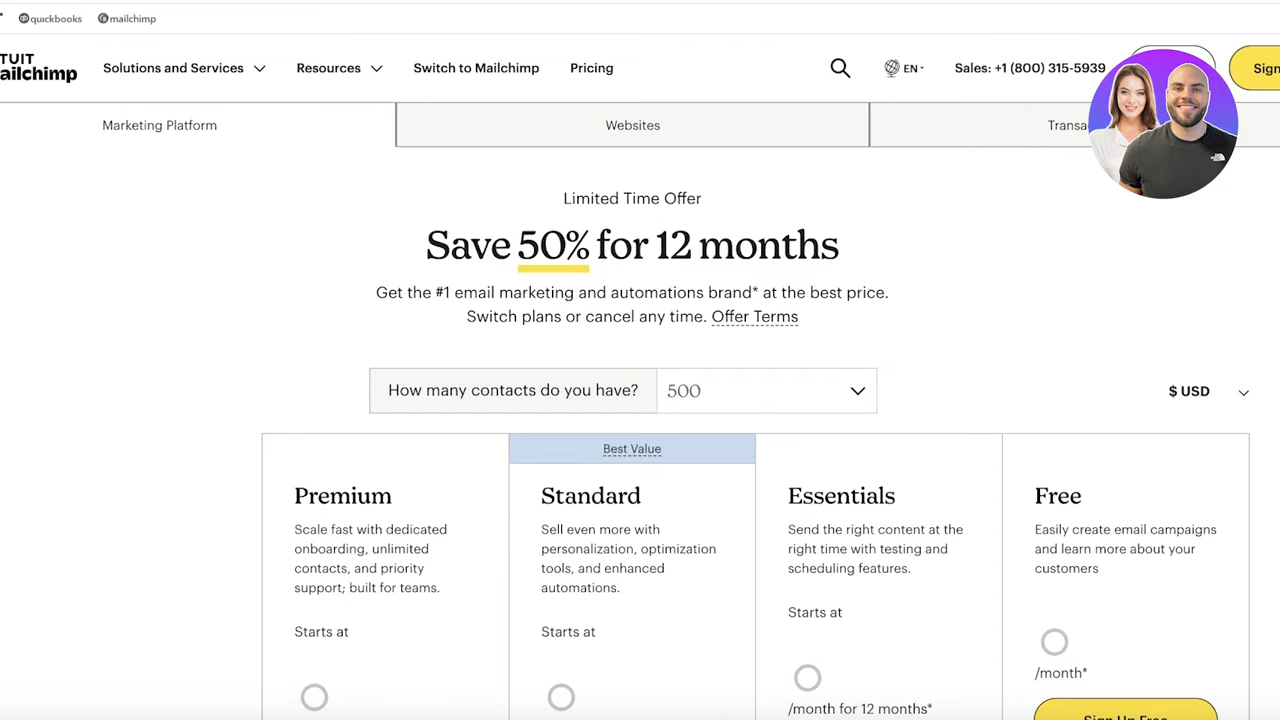 quickbooks
mailchimp
TUIT
ailchimp
Solutions and Services
Resources
Switch to Mailchimp
Pricing
EN
Sales: +1 (800) 315-5939
Sign
Marketing Platform
Websites
Transa
Limited Time Offer
Save 50% for 12 months
Get the #1 email marketing and automations brand* at the best price.
Switch plans or cancel any time. Offer Terms
How many contacts do you have?
500
$ USD
Best Value
Premium
Scale fast with dedicated
onboarding, unlimited
contacts, and priority
support; built for teams.
Starts at
Standard
Sell even more with
personalization, optimization
tools, and enhanced
automations.
Starts at
Essentials
Send the right content at the
right time with testing and
scheduling features.
Starts at
/month for 12 months*
Free
Easily create email campaigns
and learn more about your
customers
/month*
Sign Up Free